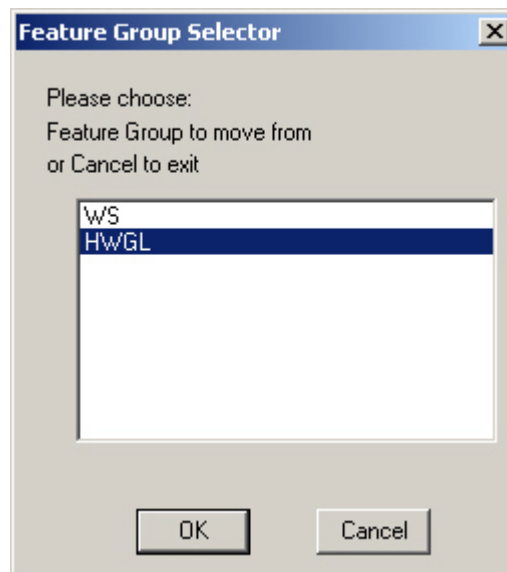 Feature Group Selector
Please choose:
Feature Group to move from
or Cancel to exit
WS
HWGL
OK
Cancel